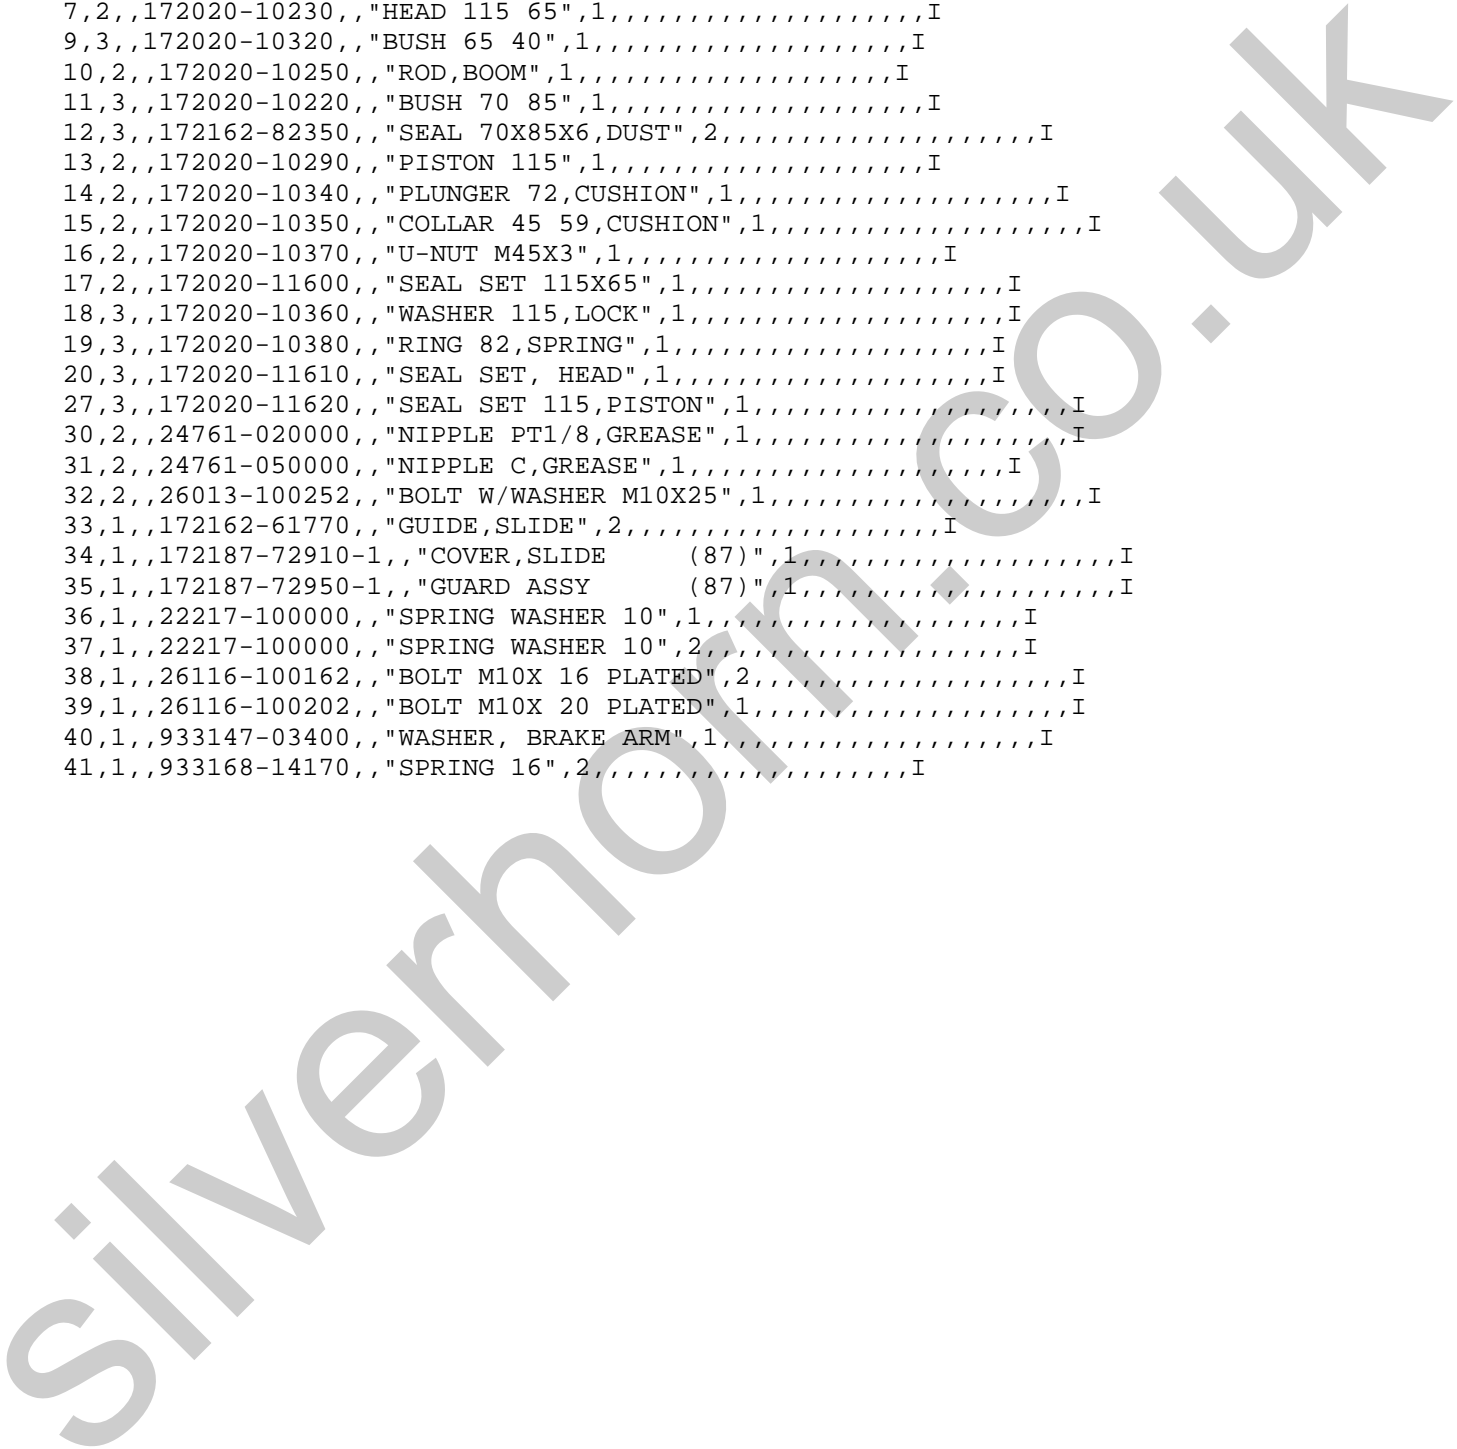 7,2,,172020-10230,,"HEAD 115 65",1,,,,,,,,,,,,,,,,,,,,I
9,3,,172020-10320,,"BUSH 65 40",1,,,,,,,,,,,,,,,,,,,,I
10,2,,172020-10250,,"ROD,BOOM",1,,,,,,,,,,,,,,,,,,,,I
11,3,,172020-10220,,"BUSH 70 85",1,,,,,,,,,,,,,,,,,,,,I
12,3,,172162-82350,,"SEAL 70X85X6,DUST",2,,,,,,,,,,,,,,,,,,,,I
13,2,,172020-10290,,"PISTON 115",1,,,,,,,,,,,,,,,,,,,,I
14,2,,172020-10340,,"PLUNGER 72,CUSHION",1,,,,,,,,,,,,,,,,,,,,I
15,2,,172020-10350,,"COLLAR 45 59,CUSHION",1,,,,,,,,,,,,,,,,,,,,I
16,2,,172020-10370,,"U-NUT M45X3",1,,,,,,,,,,,,,,,,,,,,I
17,2,,172020-11600,,"SEAL SET 115X65",1,,,,,,,,,,,,,,,,,,,,I
18,3,,172020-10360,,"WASHER 115,LOCK",1,,,,,,,,,,,,,,,,,,,,I
19,3,,172020-10380,,"RING 82,SPRING",1,,,,,,,,,,,,,,,,,,,,I
20,3,,172020-11610,,"SEAL SET, HEAD",1,,,,,,,,,,,,,,,,,,,,I
27,3,,172020-11620,,"SEAL SET 115,PISTON",1,,,,,,,,,,,,,,,,,,,,I
30,2,,24761-020000,,"NIPPLE PT1/8,GREASE",1,,,,,,,,,,,,,,,,,,,,I
31,2,,24761-050000,,"NIPPLE C,GREASE",1,,,,,,,,,,,,,,,,,,,,I
32,2,,26013-100252,,"BOLT W/WASHER M10X25",1,,,,,,,,,,,,,,,,,,,,I
33,1,,172162-61770,,"GUIDE,SLIDE",2,,,,,,,,,,,,,,,,,,,,I
34,1,,172187-72910-1,,"COVER,SLIDE     (87)",1,,,,,,,,,,,,,,,,,,,,I
35,1,,172187-72950-1,,"GUARD ASSY      (87)",1,,,,,,,,,,,,,,,,,,,,I
36,1,,22217-100000,,"SPRING WASHER 10",1,,,,,,,,,,,,,,,,,,,,I
37,1,,22217-100000,,"SPRING WASHER 10",2,,,,,,,,,,,,,,,,,,,,I
38,1,,26116-100162,,"BOLT M10X 16 PLATED",2,,,,,,,,,,,,,,,,,,,,I
39,1,,26116-100202,,"BOLT M10X 20 PLATED",1,,,,,,,,,,,,,,,,,,,,I
40,1,,933147-03400,,"WASHER, BRAKE ARM",1,,,,,,,,,,,,,,,,,,,,I
41,1,,933168-14170,,"SPRING 16",2,,,,,,,,,,,,,,,,,,,,I
silverhorn.co.uk